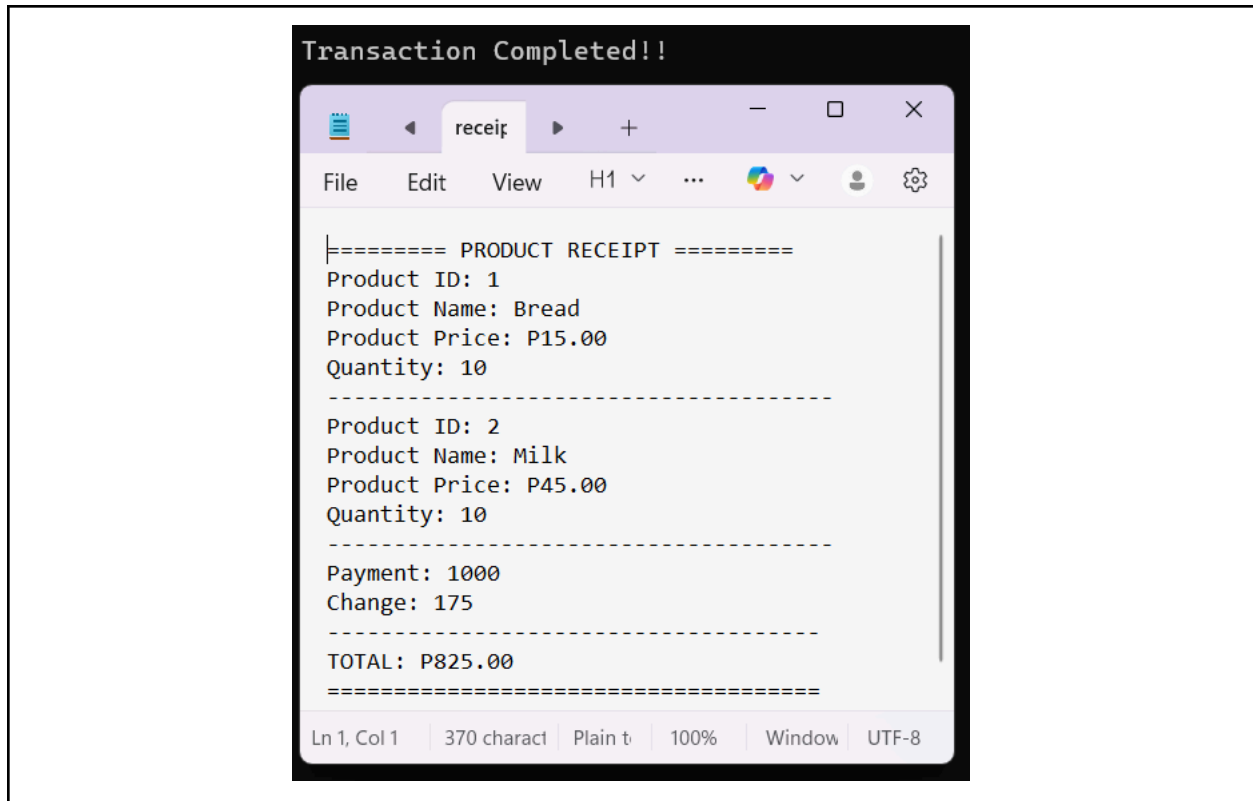 Transaction Completed!!
receip
File Edit View H1 ...
========= PRODUCT RECEIPT =========
Product ID: 1
Product Name: Bread
Product Price: P15.00
Quantity: 10
--------------------------------------
Product ID: 2
Product Name: Milk
Product Price: P45.00
Quantity: 10
--------------------------------------
Payment: 1000
Change: 175
-------------------------------------
TOTAL: P825.00
=====================================
Ln 1, Col 1 370 charact Plain t 100% Window UTF-8